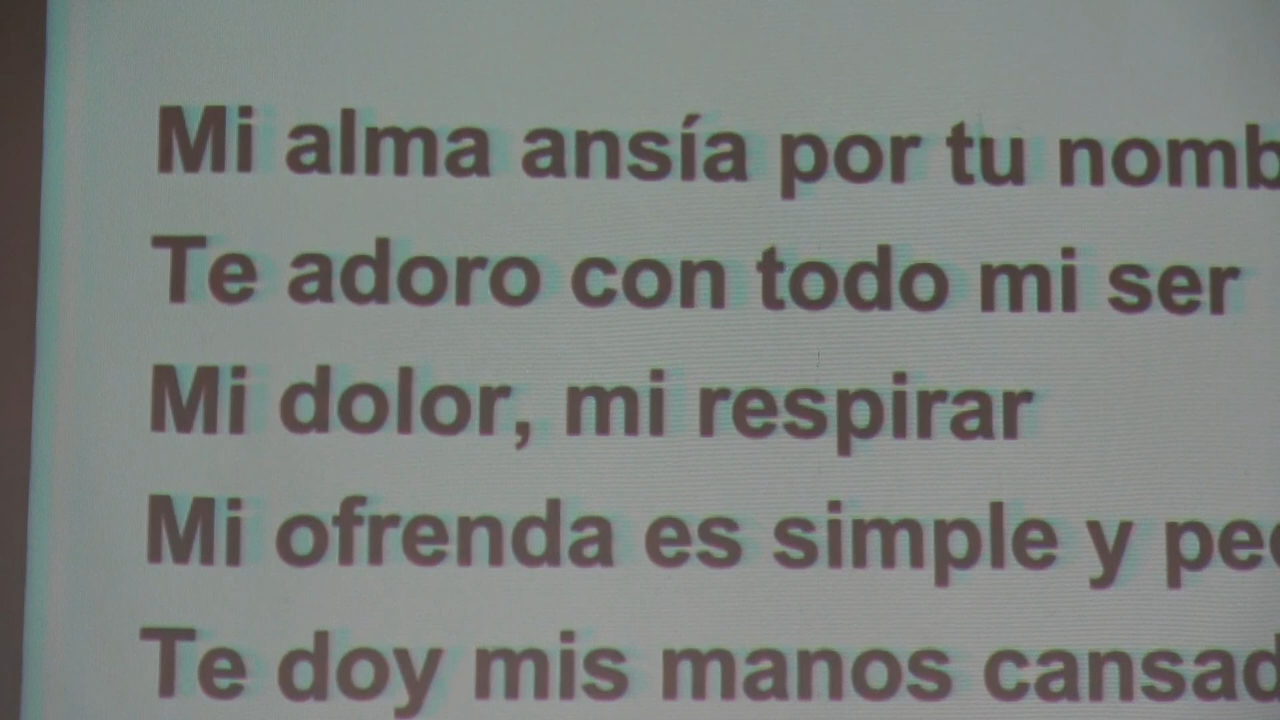 Mi alma ansía por tu nomb
Te adoro con todo mi ser
Mi dolor, mi respirar
Mi ofrenda es simple y pe
Te doy mis manos cansad